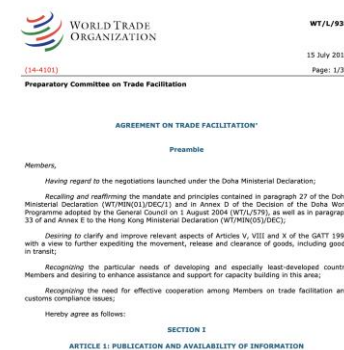 WORLD TRADE
ORGANIZATION
WT/L/93
15 July 201
(14-4101)
Page: 1/3
Preparatory Committee on Trade Facilitation
AGREEMENT ON TRADE FACILITATION*
Preamble
Members,
Having regard to the negotiations launched under the Doha Ministerial Declaration;
Recalling and reaffirming the mandate and principles contained in paragraph 27 of the Doh
Ministerial Declaration (WT/MIN(01)/DEC/1) and in Annex D of the Decision of the Doha Wor
Programme adopted by the General Council on 1 August 2004 (WT/L/579), as well as in paragrap
33 of and Annex E to the Hong Kong Ministerial Declaration (WT/MIN(05)/DEC);
Desiring to clarify and improve relevant aspects of Articles V, VIII and X of the GATT 199
with a view to further expediting the movement, release and clearance of goods, including good
in transit;
Recognizing the particular needs of developing and especially least-developed countr
Members and desiring to enhance assistance and support for capacity building in this area;
Recognizing the need for effective cooperation among Members on trade facilitation an
customs compliance issues;
Hereby agree as follows:
SECTION I
ARTICLE 1: PUBLICATION AND AVAILABILITY OF INFORMATION